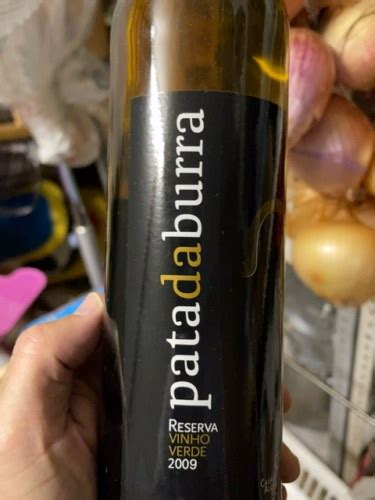 patadaburra
RESERVA
VINHO
VERDE
2009